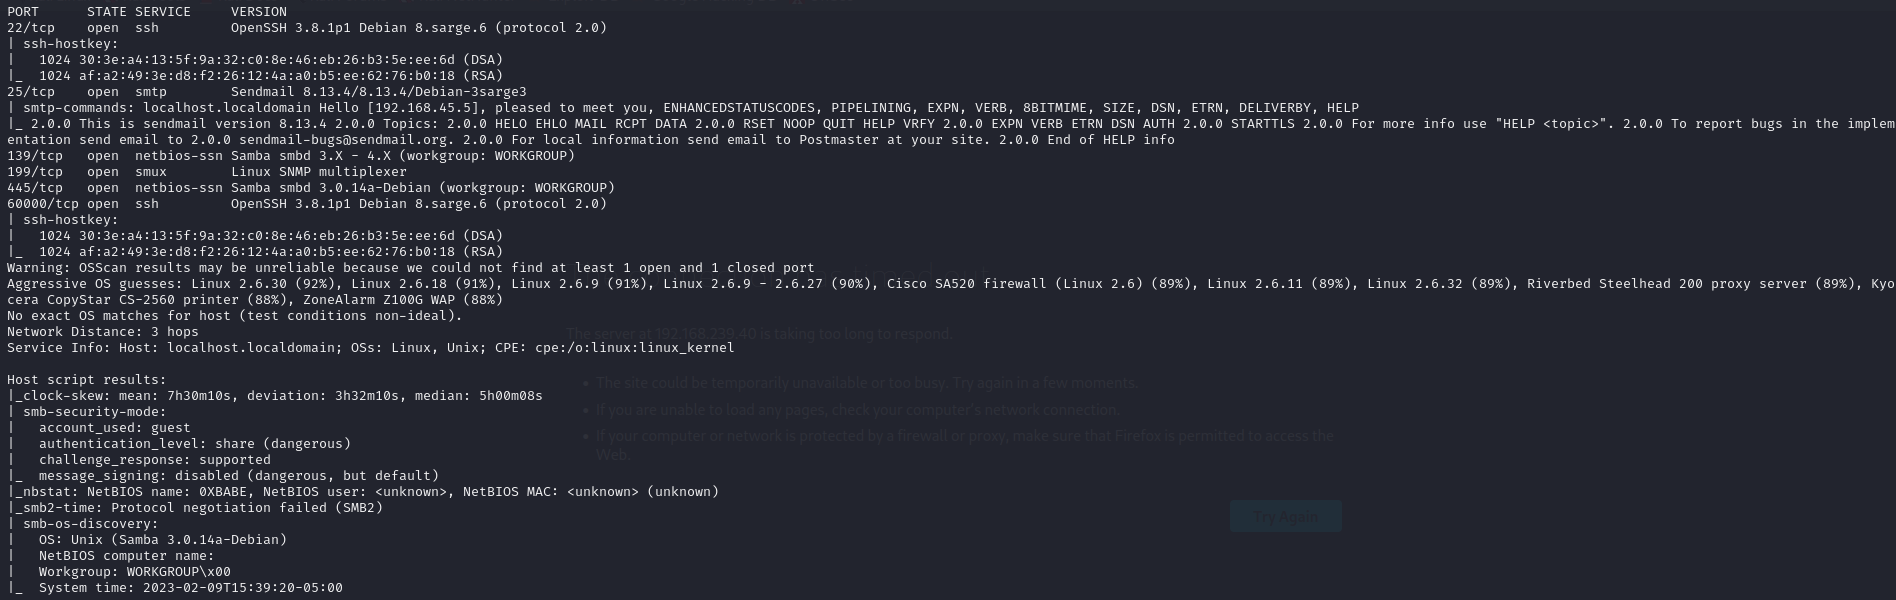 PORT      STATE SERVICE     VERSION
22/tcp    open  ssh         OpenSSH 3.8.1p1 Debian 8.sarge.6 (protocol 2.0)
| ssh-hostkey:
|   1024 30:3e:a4:13:5f:9a:32:c0:8e:46:eb:26:b3:5e:ee:6d (DSA)
|_  1024 af:a2:49:3e:d8:f2:26:12:4a:a0:b5:ee:62:76:b0:18 (RSA)
25/tcp    open  smtp        Sendmail 8.13.4/8.13.4/Debian-3sarge3
| smtp-commands: localhost.localdomain Hello [192.168.45.5], pleased to meet you, ENHANCEDSTATUSCODES, PIPELINING, EXPN, VERB, 8BITMIME, SIZE, DSN, ETRN, DELIVERBY, HELP
|_ 2.0.0 This is sendmail version 8.13.4 2.0.0 Topics: 2.0.0 HELO EHLO MAIL RCPT DATA 2.0.0 RSET NOOP QUIT HELP VRFY 2.0.0 EXPN VERB ETRN DSN AUTH 2.0.0 STARTTLS 2.0.0 For more info use "HELP <topic>". 2.0.0 To report bugs in the implem
entation send email to 2.0.0 sendmail-bugs@sendmail.org. 2.0.0 For local information send email to Postmaster at your site. 2.0.0 End of HELP info
139/tcp   open  netbios-ssn Samba smbd 3.X - 4.X (workgroup: WORKGROUP)
199/tcp   open  smux        Linux SNMP multiplexer
445/tcp   open  netbios-ssn Samba smbd 3.0.14a-Debian (workgroup: WORKGROUP)
60000/tcp open  ssh         OpenSSH 3.8.1p1 Debian 8.sarge.6 (protocol 2.0)
| ssh-hostkey:
|   1024 30:3e:a4:13:5f:9a:32:c0:8e:46:eb:26:b3:5e:ee:6d (DSA)
|_  1024 af:a2:49:3e:d8:f2:26:12:4a:a0:b5:ee:62:76:b0:18 (RSA)
Warning: OSScan results may be unreliable because we could not find at least 1 open and 1 closed port
Aggressive OS guesses: Linux 2.6.30 (92%), Linux 2.6.18 (91%), Linux 2.6.9 (91%), Linux 2.6.9 - 2.6.27 (90%), Cisco SA520 firewall (Linux 2.6) (89%), Linux 2.6.11 (89%), Linux 2.6.32 (89%), Riverbed Steelhead 200 proxy server (89%), Kyo
cera CopyStar CS-2560 printer (88%), ZoneAlarm Z100G WAP (88%)
No exact OS matches for host (test conditions non-ideal).
Network Distance: 3 hops
The server at 192.168.239.40 is taking too long to respond.
Service Info: Host: localhost.localdomain; OSs: Linux, Unix; CPE: cpe:/o:linux:linux_kernel
Host script results:
The site could be temporarily unavailable or too busy. Try again in a few moments.
|_clock-skew: mean: 7h30m10s, deviation: 3h32m10s, median: 5h00m08s
| smb-security-mode:
If you are unable to load any pages, check your computer's network connection.
|   account_used: guest
|   authentication_level: share (dangerous)
If your computer or network is protected by a firewall or proxy, make sure that Firefox is permitted to access the
Web.
|   challenge_response: supported
|_  message_signing: disabled (dangerous, but default)
|_nbstat: NetBIOS name: 0XBABE, NetBIOS user: <unknown>, NetBIOS MAC: <unknown> (unknown)
|_smb2-time: Protocol negotiation failed (SMB2)
Try Again
| smb-os-discovery:
|   OS: Unix (Samba 3.0.14a-Debian)
|   NetBIOS computer name:
|   Workgroup: WORKGROUP\x00
|_  System time: 2023-02-09T15:39:20-05:00